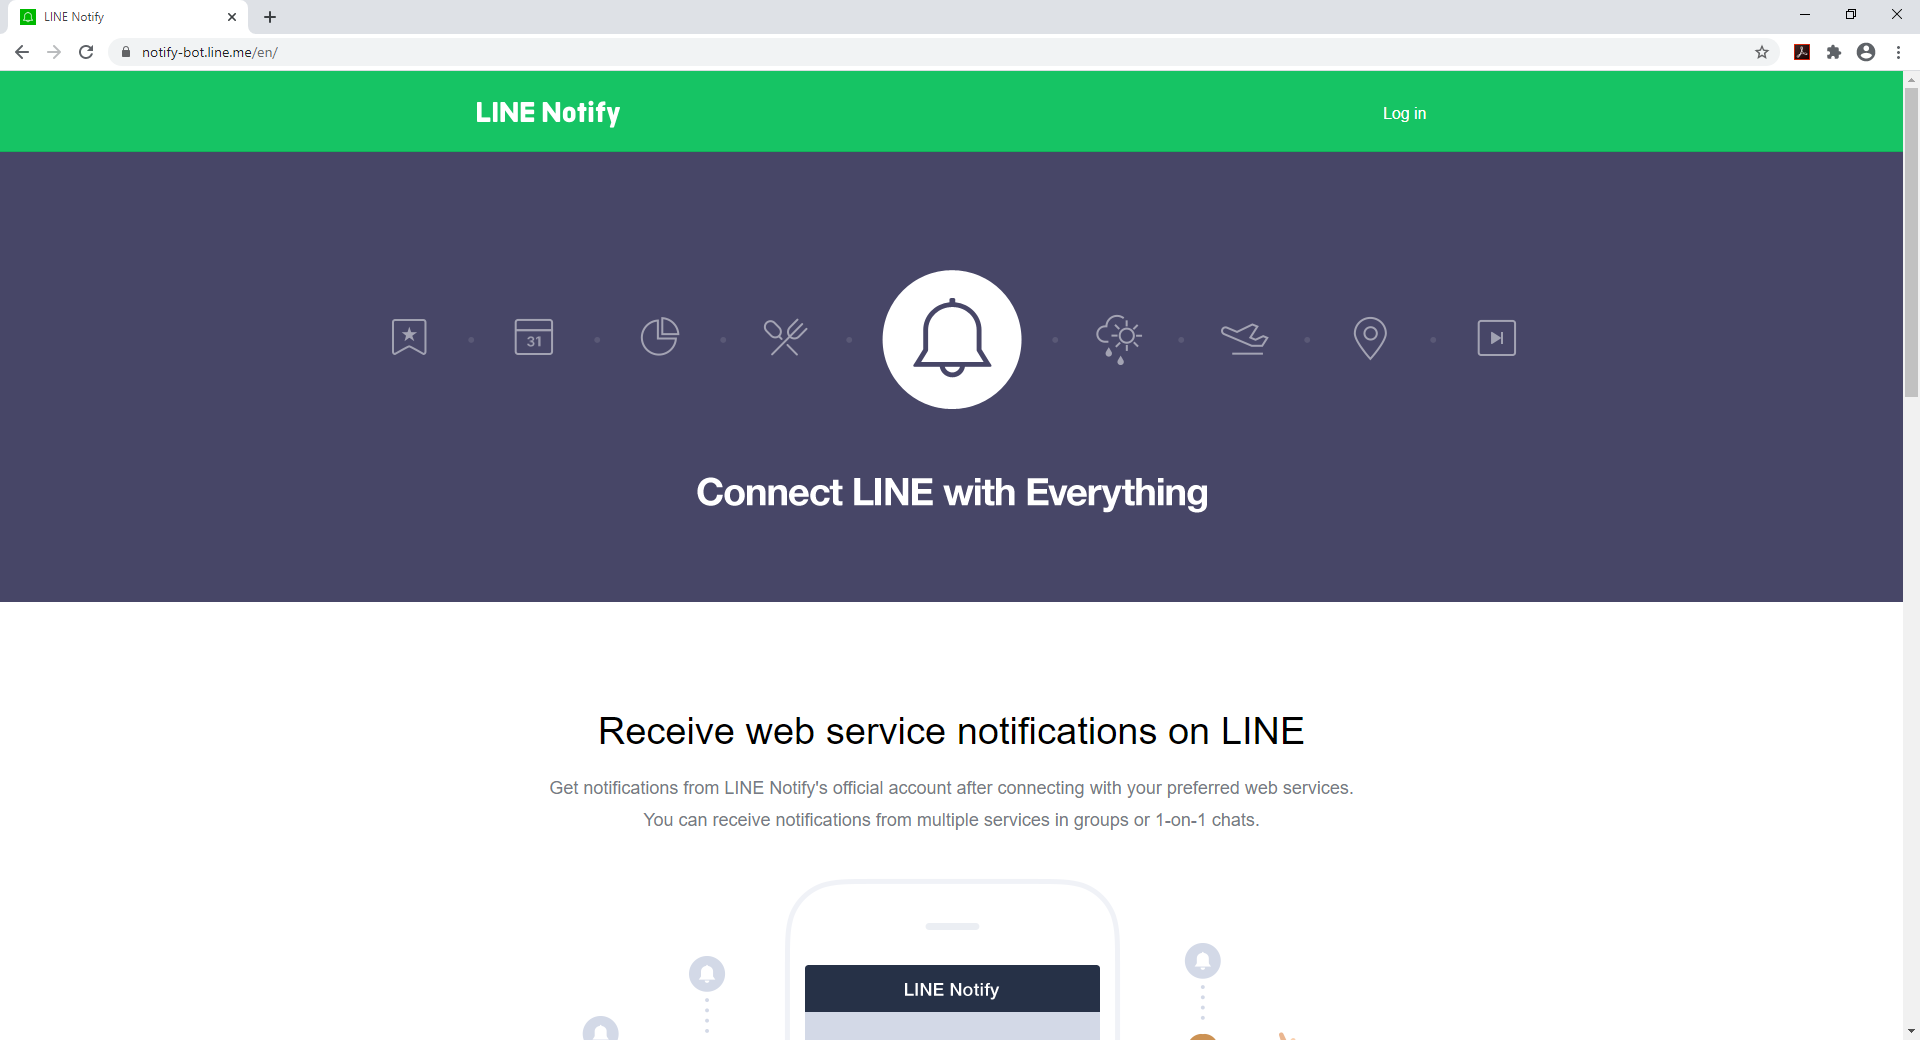 LINE Notify
notify-bot.line.me/en/
LINE Notify
Log in
31
Connect LINE with Everything
Receive web service notifications on LINE
Get notifications from LINE Notify's official account after connecting with your preferred web services.
You can receive notifications from multiple services in groups or 1-on-1 chats.
LINE Notify